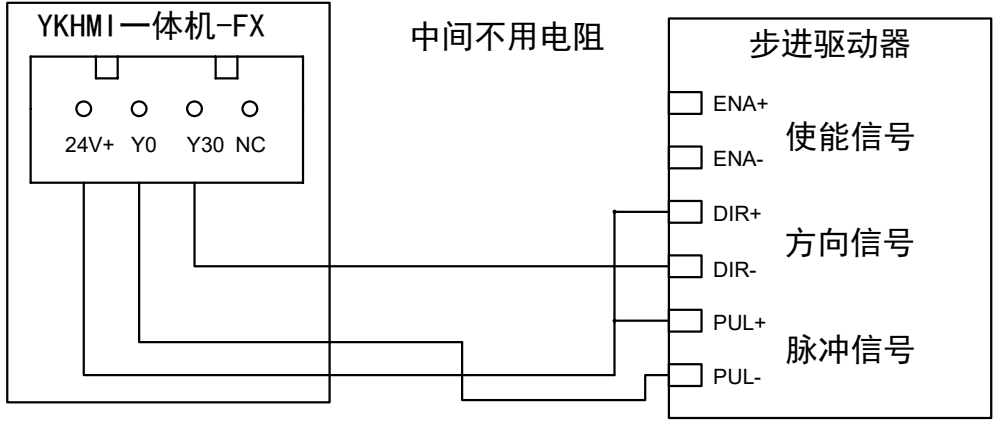 YKHMI一体机-FX
中间不用电阻
步进驱动器
24V+ Y0 Y30 NC
ENA+
使能信号
ENA-
DIR+
方向信号
DIR-
PUL+
脉冲信号
PUL-